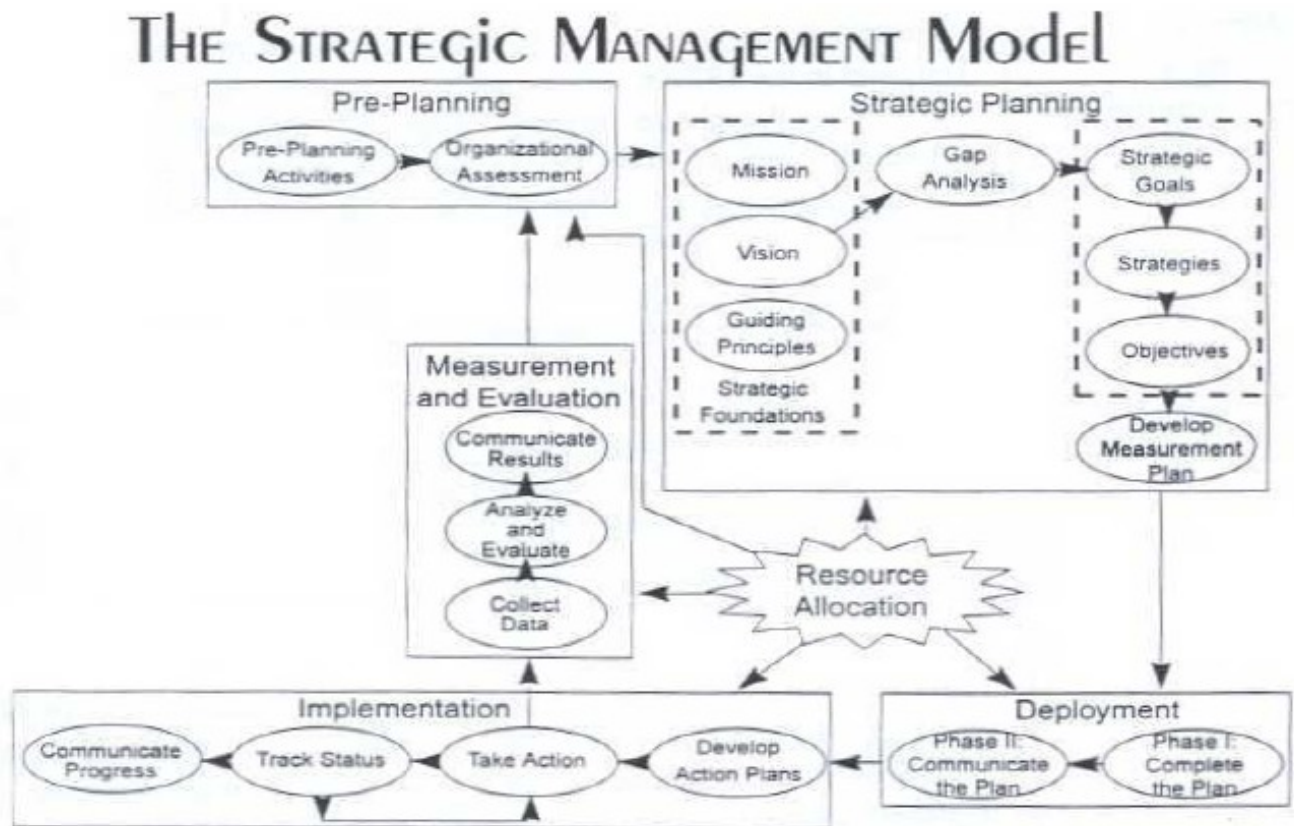 THE STRATEGIC MANAGEMENT MODEL
Pre-Planning
Pre-Planning
Activities
Organizational
Assessment
Strategic Planning
Mission
Vision
Guiding
Principles
Strategic
Foundations
Gap
Analysis
Strategic
Goals
Strategies
Objectives
Develop
Measurement
Plan
Measurement
and Evaluation
Communicate
Results
Analyze
and
Evaluate
Collect
Data
Resource
Allocation
Implementation
Communicate
Progress
Track Status
Take Action
Develop
Action Plans
Deployment
Phase II:
Communicate
the Plan
Phase I:
Complete
the Plan